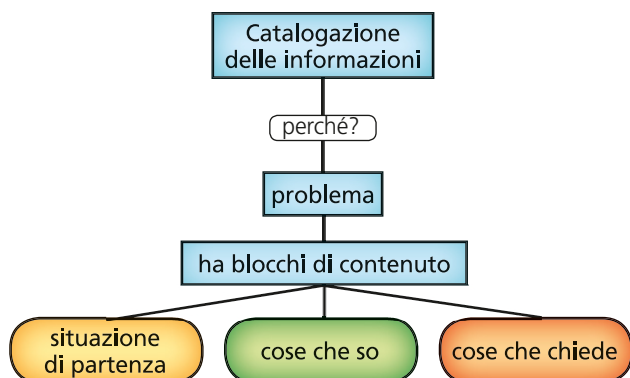 Catalogazione
delle informazioni
perché?
problema
ha blocchi di contenuto
situazione
di partenza
cose che so
cose che chiede